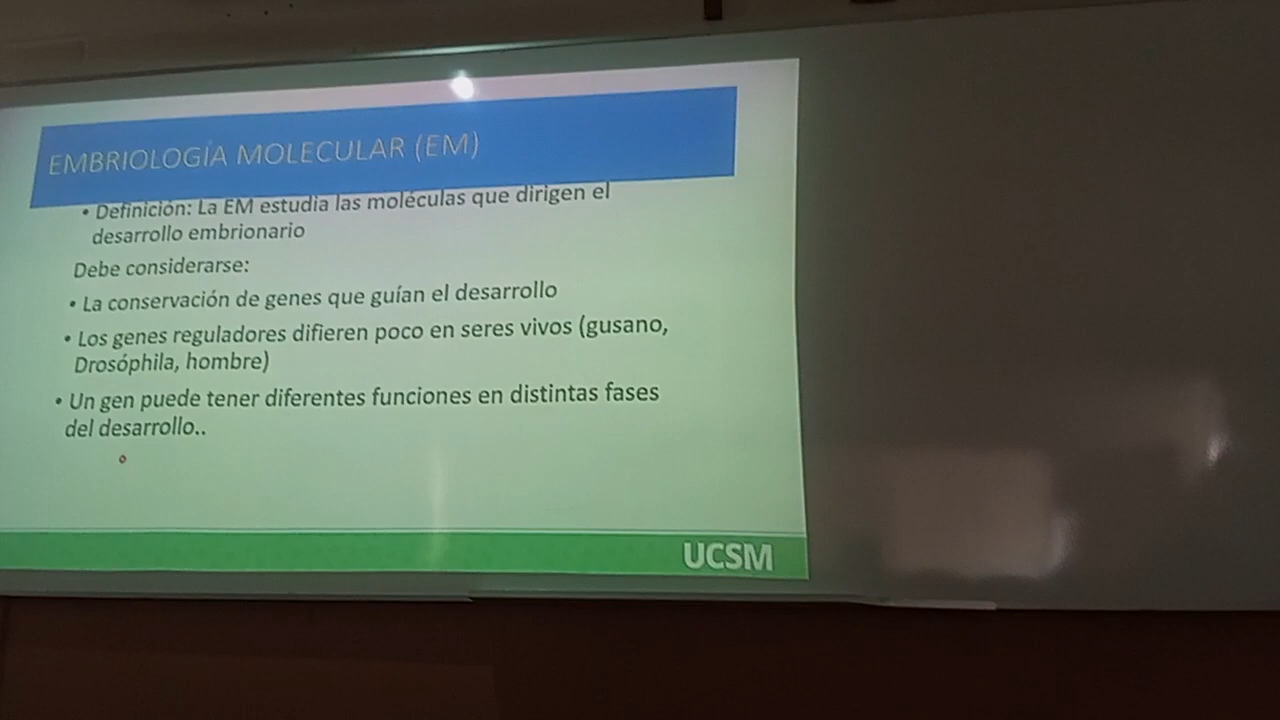 EMBRIOLOGÍA MOLECULAR (EM)
• Definición: La EM estudia las moléculas que dirigen el
desarrollo embrionario
Debe considerarse:
• La conservación de genes que guían el desarrollo
• Los genes reguladores difieren poco en seres vivos (gusano,
Drosóphila, hombre)
• Un gen puede tener diferentes funciones en distintas fases
del desarrollo..
UCSM